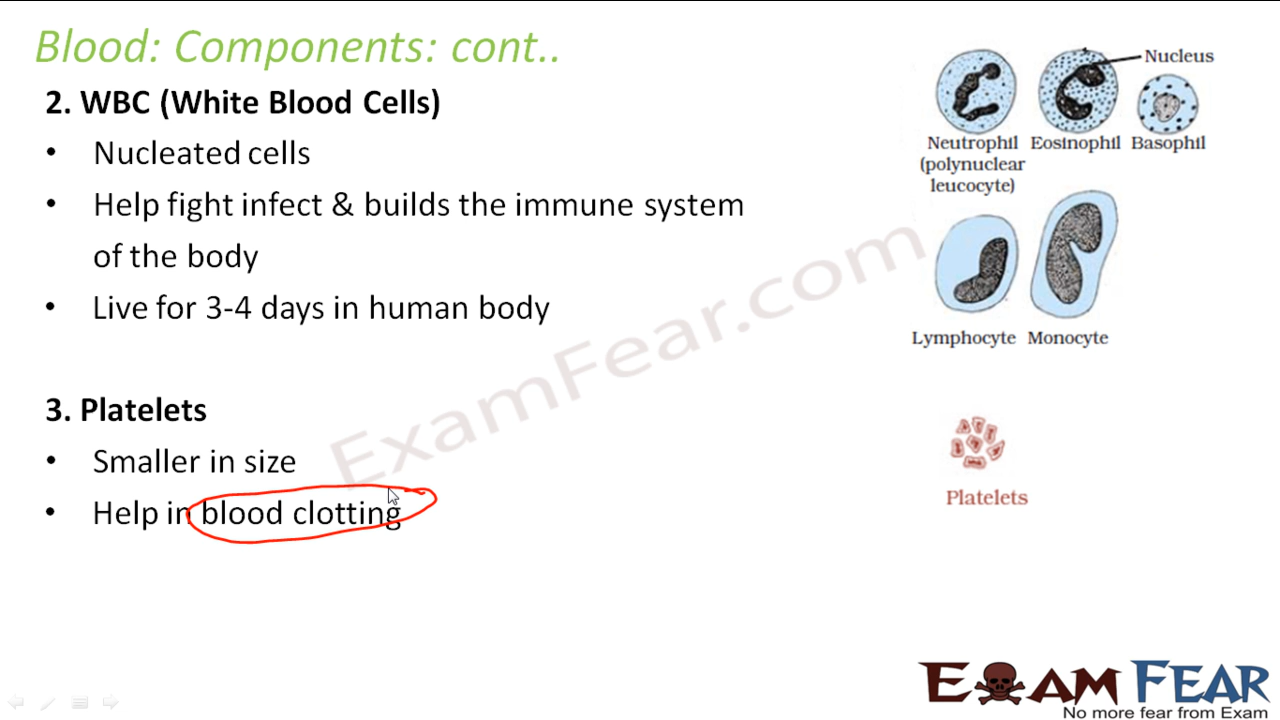 Blood: Components: cont..
2. WBC (White Blood Cells)
• Nucleated cells
• Help fight infect & builds the immune system
of the body
• Live for 3-4 days in human body
3. Platelets
• Smaller in size
• Help in blood clotting
Nucleus
Neutrophil Eosinophil Basophil
(polynuclear
leucocyte)
Lymphocyte Monocyte
Platelets
ExamFear.com
EXAM FEAR
No more fear from Exam